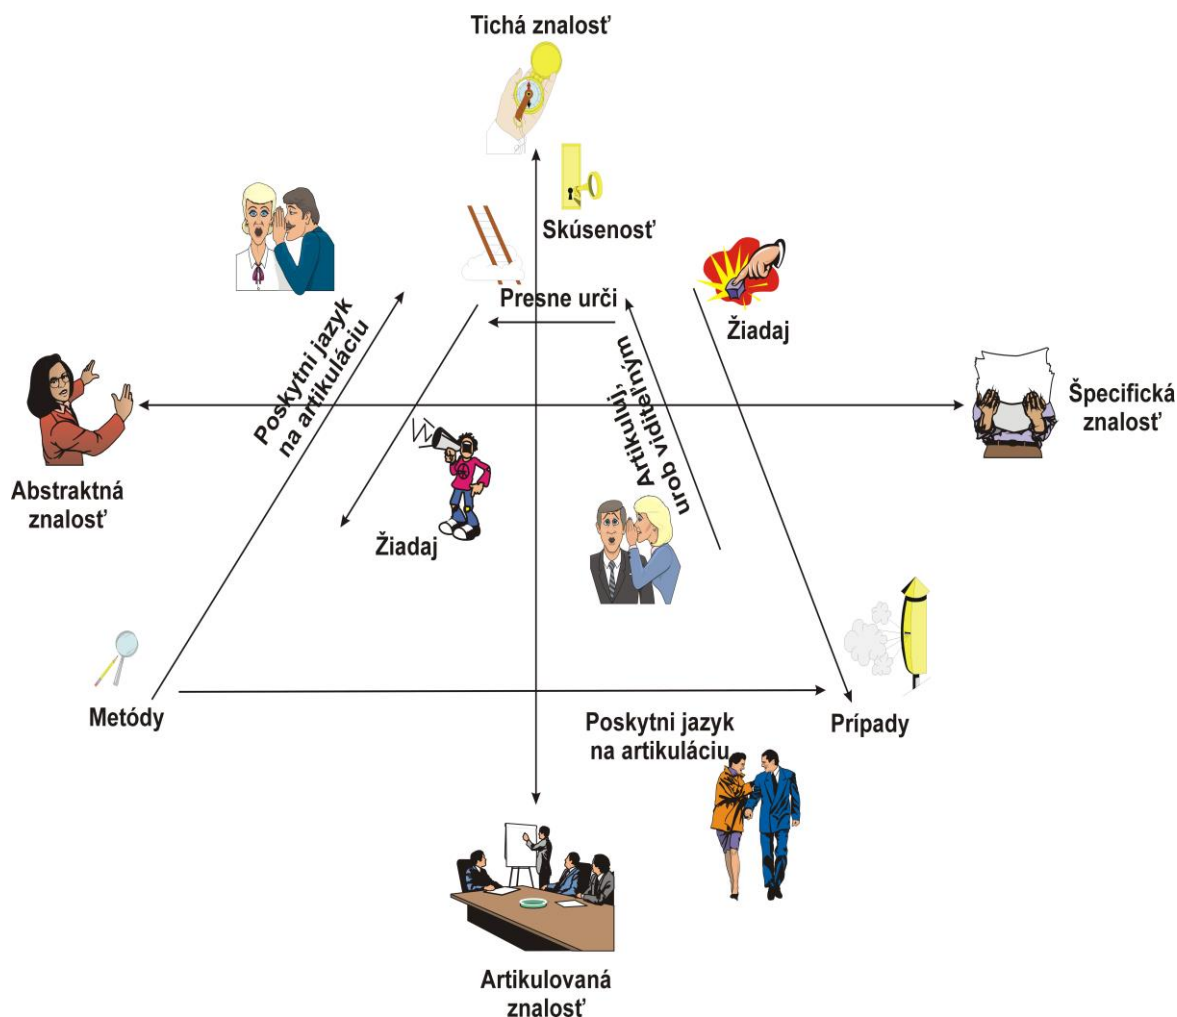 Tichá znalosť
Skúsenosť
Presne urči
Žiadaj
Poskytni jazyk
na artikuláciu
Artikuluj,
urob viditeľným
Špecifická
znalosť
Abstraktná
znalosť
Žiadaj
Metódy
Poskytni jazyk
na artikuláciu
Prípady
Artikulovaná
znalosť